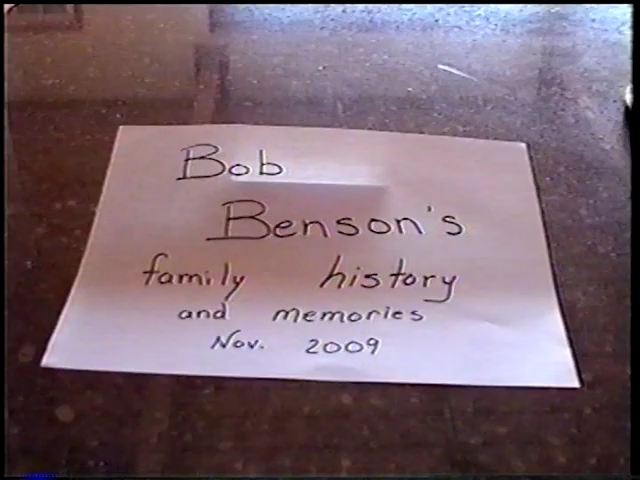 Bob
Benson's
family history
and memories
Nov. 2009